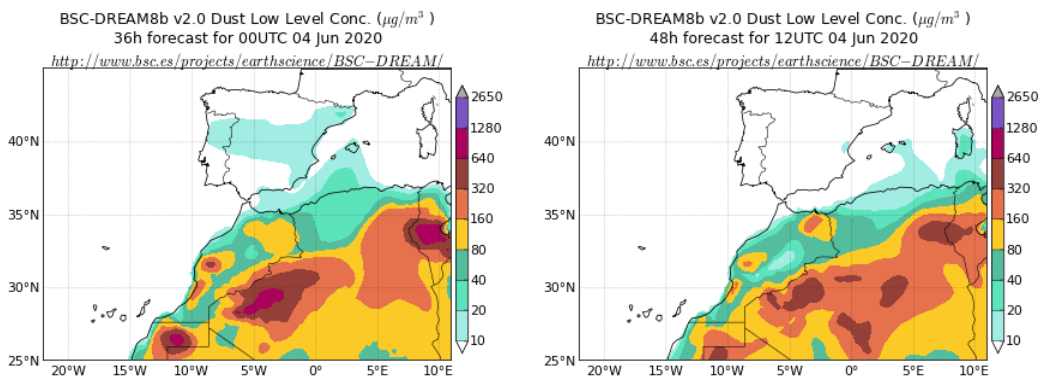 BSC-DREAM8b v2.0 Dust Low Level Conc. (μg/m³ )
36h forecast for 00UTC 04 Jun 2020
http://www.bsc.es/projects/earthscience/BSC−DREAM/
2650
1280
640
320
160
80
40
20
10
40°N
35°N
30°N
25°N
20°W
15°W
10°W
5°W
0°
5°E
10°E
BSC-DREAM8b v2.0 Dust Low Level Conc. (μg/m³ )
48h forecast for 12UTC 04 Jun 2020
http://www.bsc.es/projects/earthscience/BSC−DREAM/
2650
1280
640
320
160
80
40
20
10
40°N
35°N
30°N
25°N
20°W
15°W
10°W
5°W
0°
5°E
10°E